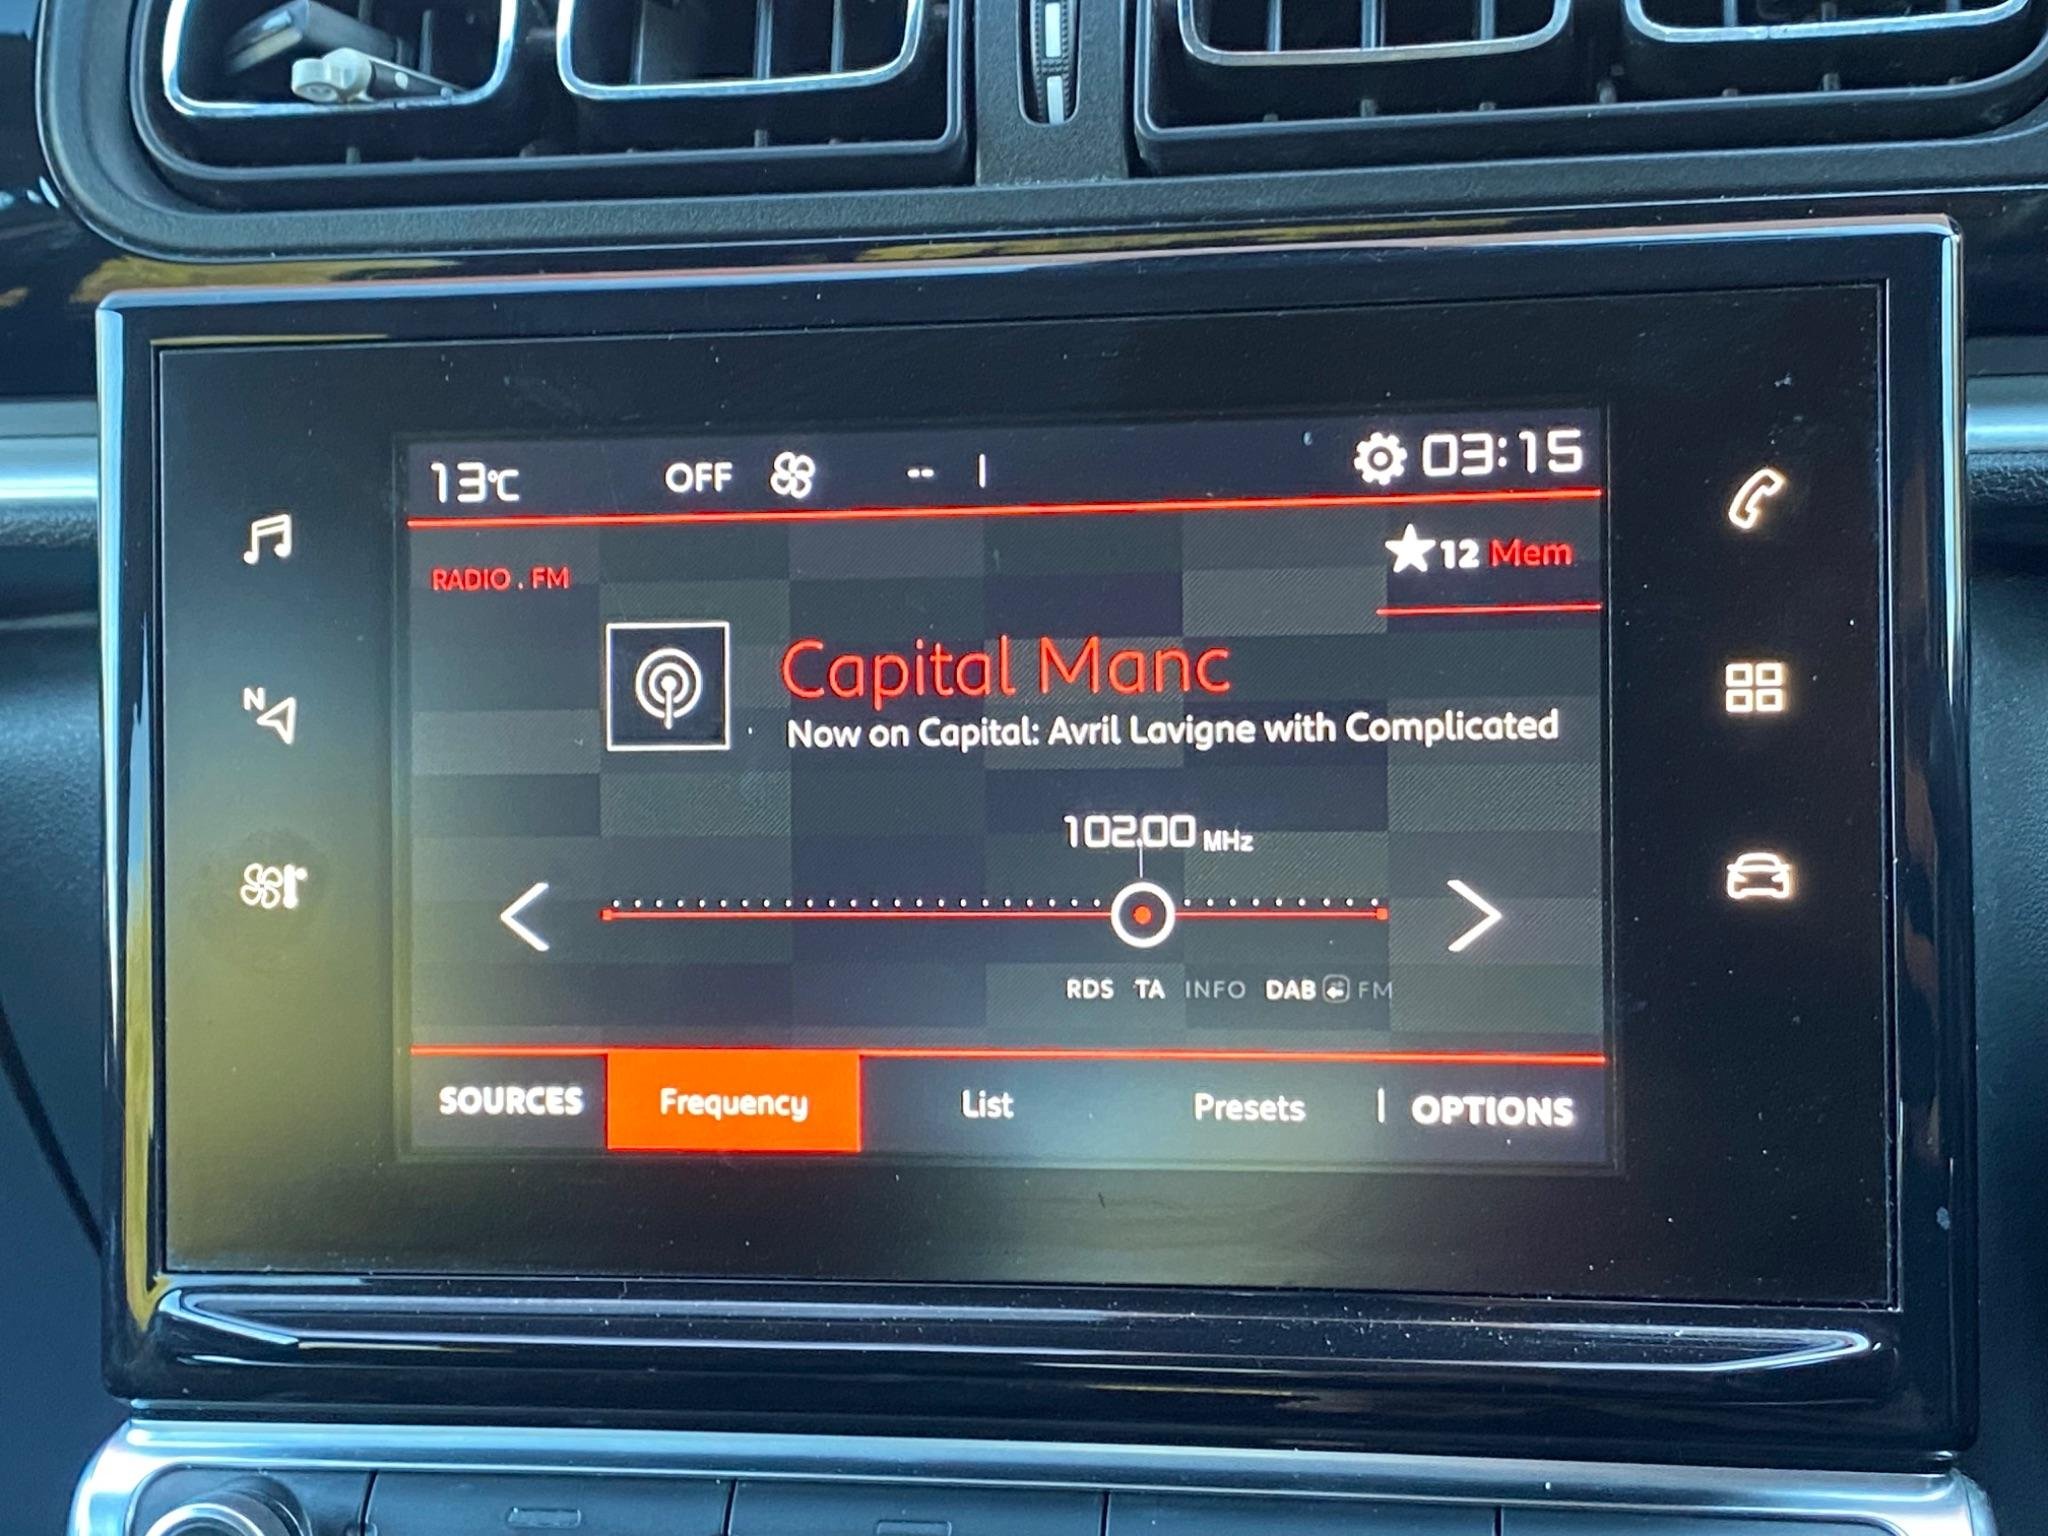 13°C OFF -- | 03:15
12 Mem
RADIO . FM
Capital Manc
Now on Capital: Avril Lavigne with Complicated
102.00 MHz
N
RDS TA INFO DAB FM
SOURCES Frequency List Presets | OPTIONS